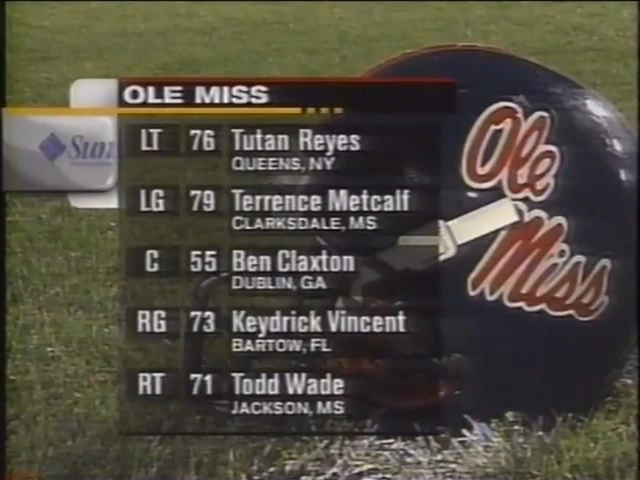 OLE MISS
Sun
LT 76 Tutan Reyes
QUEENS, NY
LG 79 Terrence Metcalf
CLARKSDALE, MS
C 55 Ben Claxton
DUBLIN, GA
RG 73 Keydrick Vincent
BARTOW, FL
RT 71 Todd Wade
JACKSON, MS
Ole
Miss